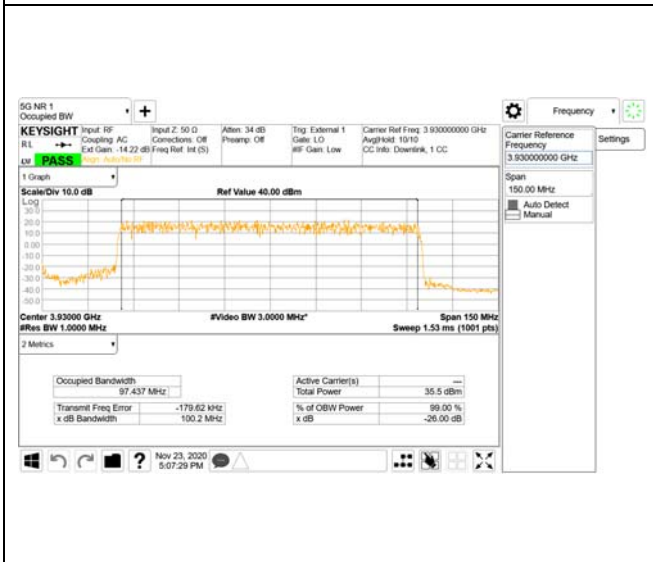 5G NR 1
Occupied BW
Frequency
KEYSIGHT
R L
PASS
Input: RF
Coupling: AC
Ext Gain: -14.22 dB
Align: Auto/No RF
Input Z: 50 Ω
Corrections: Off
Freq Ref: Int (S)
Atten: 34 dB
Preamp: Off
Trig: External 1
Gate: LO
#IF Gain: Low
Carrier Ref Freq: 3.930000000 GHz
Avg|Hold: 10/10
CC Info: Downlink, 1 CC
Carrier Reference
Frequency
3.930000000 GHz
Settings
Span
150.00 MHz
Auto Detect
Manual
1 Graph
Scale/Div 10.0 dB
Ref Value 40.00 dBm
Log
30.0
20.0
10.0
0.00
-10.0
-20.0
-30.0
-40.0
-50.0
Center 3.93000 GHz
#Video BW 3.0000 MHz*
Span 150 MHz
#Res BW 1.0000 MHz
Sweep 1.53 ms (1001 pts)
2 Metrics
Occupied Bandwidth
97.437 MHz
Active Carrier(s) ---
Total Power 35.5 dBm
Transmit Freq Error -179.62 kHz
% of OBW Power 99.00 %
x dB Bandwidth 100.2 MHz
x dB -26.00 dB
Nov 23, 2020
5:07:29 PM